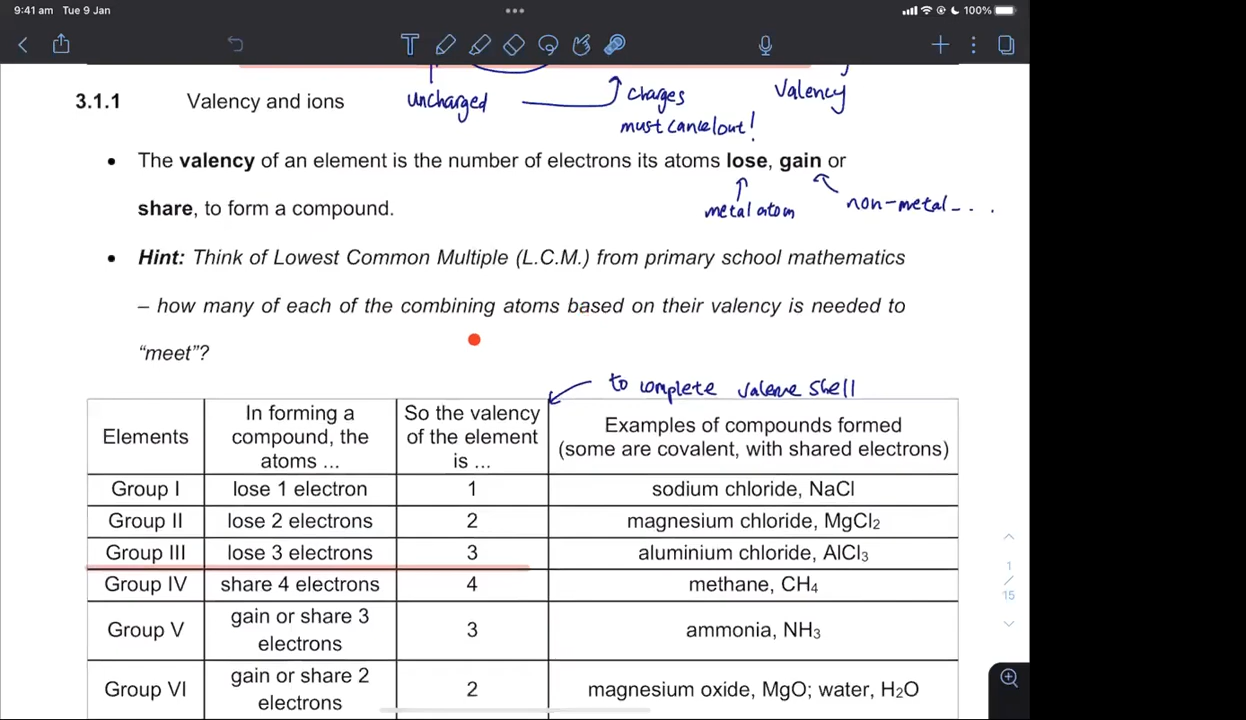 9:41 am Tue 9 Jan
100%
uncharged
charges
must cancel out!
Valency
3.1.1 Valency and ions
• The valency of an element is the number of electrons its atoms lose, gain or
metal atom
non-metal....
share, to form a compound.
• Hint: Think of Lowest Common Multiple (L.C.M.) from primary school mathematics
– how many of each of the combining atoms based on their valency is needed to
“meet”?
to complete valence shell
Elements
In forming a
compound, the
atoms ...
So the valency
of the element
is ...
Examples of compounds formed
(some are covalent, with shared electrons)
Group I lose 1 electron 1 sodium chloride, NaCl
Group II lose 2 electrons 2 magnesium chloride, MgCl2
Group III lose 3 electrons 3 aluminium chloride, AlCl3
Group IV share 4 electrons 4 methane, CH4
Group V
gain or share 3
electrons
3
ammonia, NH3
Group VI
gain or share 2
electrons
2
magnesium oxide, MgO; water, H2O
1
/
15